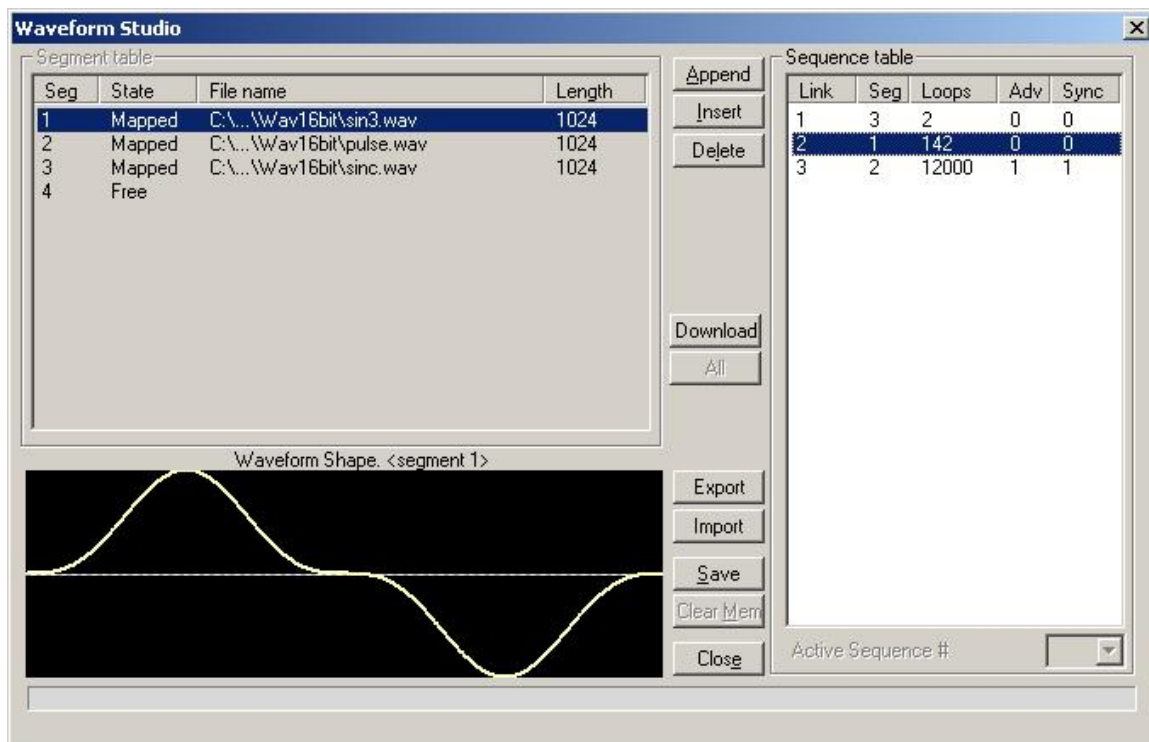 Waveform Studio
Segment table
Seg State File name Length
1 Mapped C:\...\Wav16bit\sin3.wav 1024
2 Mapped C:\...\Wav16bit\pulse.wav 1024
3 Mapped C:\...\Wav16bit\sinc.wav 1024
4 Free
Waveform Shape. <segment 1>
Append
Insert
Delete
Download
All
Export
Import
Save
Clear Mem
Close
Sequence table
Link Seg Loops Adv Sync
1 3 2 0 0
2 1 142 0 0
3 2 12000 1 1
Active Sequence #